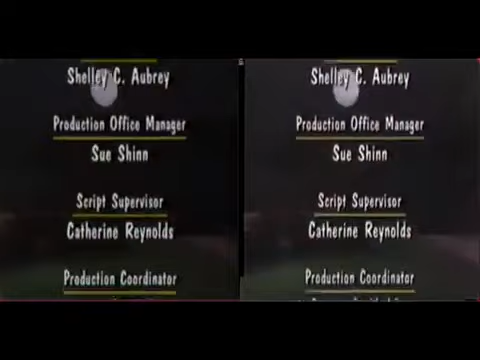 Shelley C. Aubrey
Production Office Manager
Sue Shinn
Script Supervisor
Catherine Reynolds
Production Coordinator
Shelley C. Aubrey
Production Office Manager
Sue Shinn
Script Supervisor
Catherine Reynolds
Production Coordinator